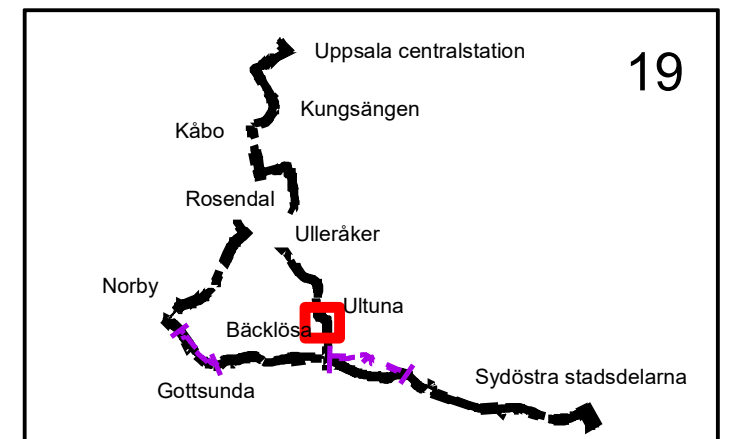 Uppsala centralstation
19
Kungsängen
Kåbo
Rosendal
Ulleråker
Norby
Ultuna
Bäcklösa
Sydöstra stadsdelarna
Gottsunda